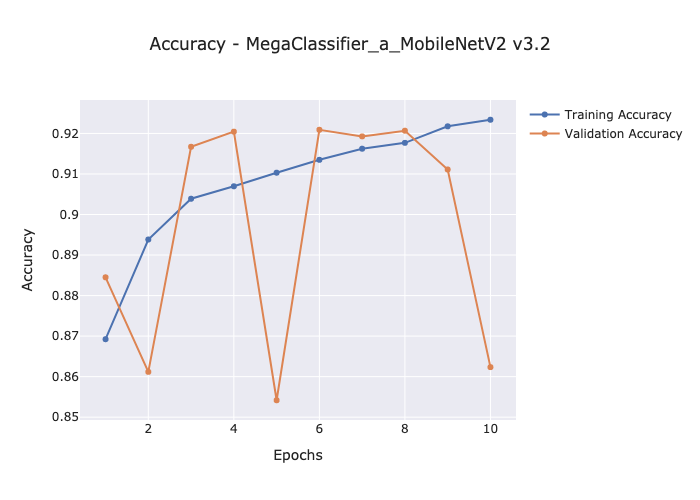 Accuracy - MegaClassifier_a_MobileNetV2 v3.2
Training Accuracy
Validation Accuracy
0.92
0.91
0.9
0.89
0.88
0.87
0.86
0.85
Accuracy
2
4
6
8
10
Epochs